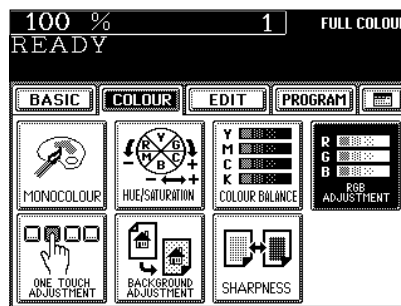 100 % 1 FULL COLOU
READY
BASIC COLOUR EDIT PROGRAM
MONOCOLOUR
Y R G M B C
- + - +
HUE/SATURATION
Y
M
C
K
COLOUR BALANCE
R
G
B
RGB
ADJUSTMENT
ONE TOUCH
ADJUSTMENT
BACKGROUND
ADJUSTMENT
SHARPNESS